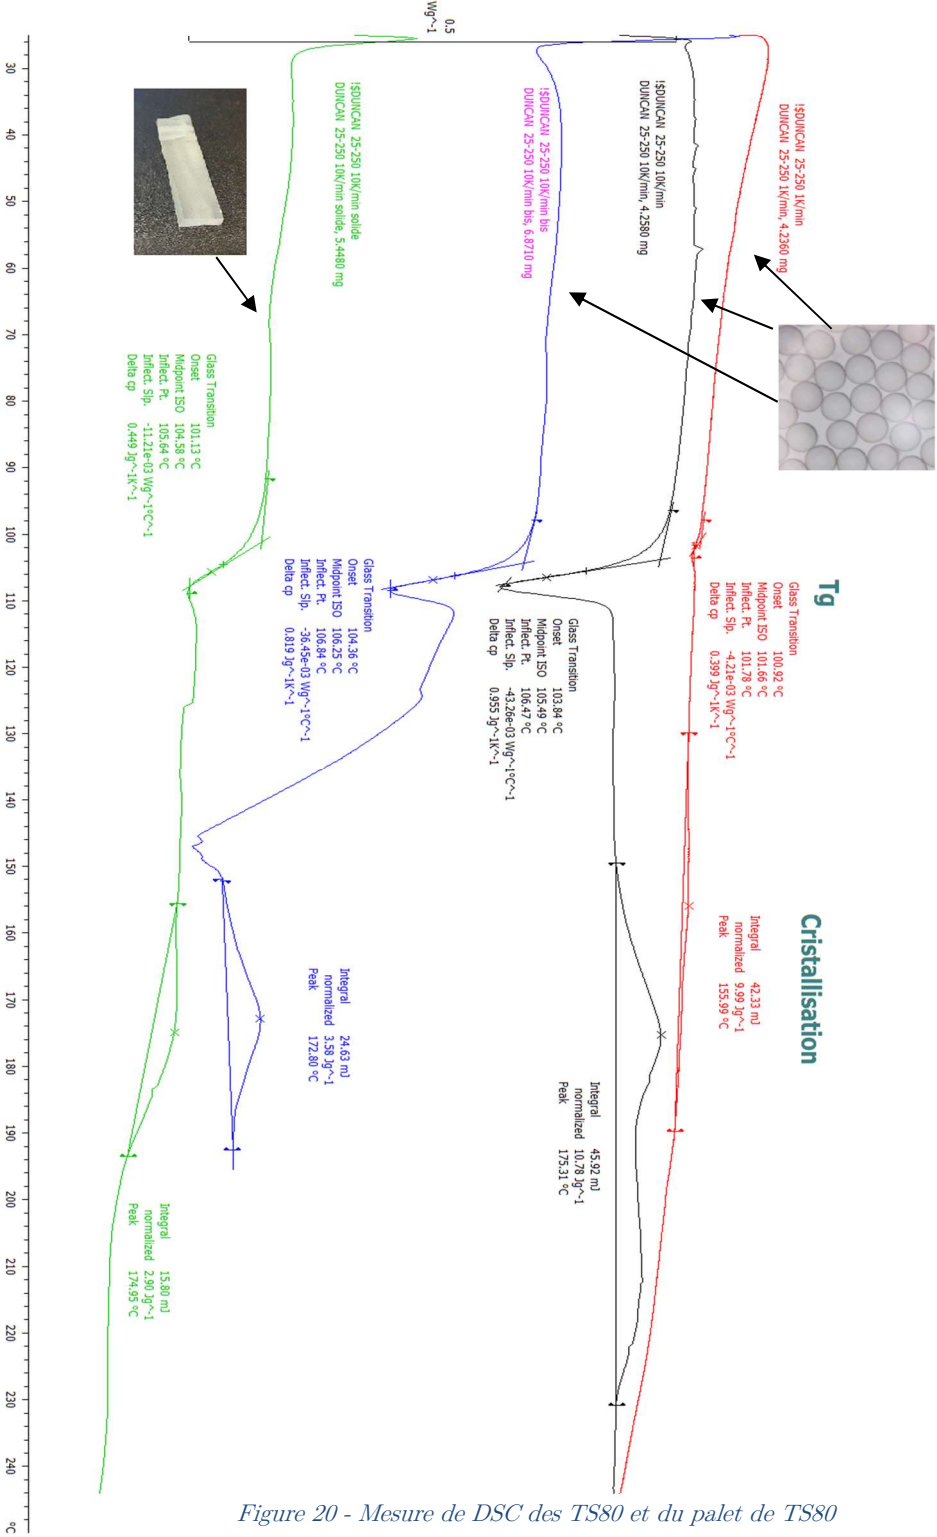 Tg
Cristallisation
!$DUNCAN 25-250 1K/min
DUNCAN 25-250 1K/min, 4.2360 mg
Glass Transition
Onset 100.92 °C
Midpoint ISO 101.66 °C
Inflect. Pt. 101.78 °C
Inflect. Slp. -4.21e-03 Wg^-1°C^-1
Delta cp 0.399 Jg^-1K^-1
Integral 42.33 mJ
normalized 9.99 Jg^-1
Peak 155.99 °C
!$DUNCAN 25-250 10K/min
DUNCAN 25-250 10K/min, 4.2580 mg
Glass Transition
Onset 103.84 °C
Midpoint ISO 105.49 °C
Inflect. Pt. 106.47 °C
Inflect. Slp. -43.26e-03 Wg^-1°C^-1
Delta cp 0.955 Jg^-1K^-1
Integral 45.92 mJ
normalized 10.78 Jg^-1
Peak 175.31 °C
!$DUNCAN 25-250 10K/min bis
DUNCAN 25-250 10K/min bis, 6.8710 mg
Glass Transition
Onset 104.36 °C
Midpoint ISO 106.25 °C
Inflect. Pt. 106.84 °C
Inflect. Slp. -36.45e-03 Wg^-1°C^-1
Delta cp 0.819 Jg^-1K^-1
Integral 24.63 mJ
normalized 3.58 Jg^-1
Peak 172.80 °C
!$DUNCAN 25-250 10K/min solide
DUNCAN 25-250 10K/min solide, 5.4480 mg
Glass Transition
Onset 101.13 °C
Midpoint ISO 104.58 °C
Inflect. Pt. 105.64 °C
Inflect. Slp. -11.21e-03 Wg^-1°C^-1
Delta cp 0.449 Jg^-1K^-1
Integral 15.80 mJ
normalized 2.90 Jg^-1
Peak 174.95 °C
0.5
Wg^-1
30 40 50 60 70 80 90 100 110 120 130 140 150 160 170 180 190 200 210 220 230 240 °C
Figure 20 - Mesure de DSC des TS80 et du palet de TS80